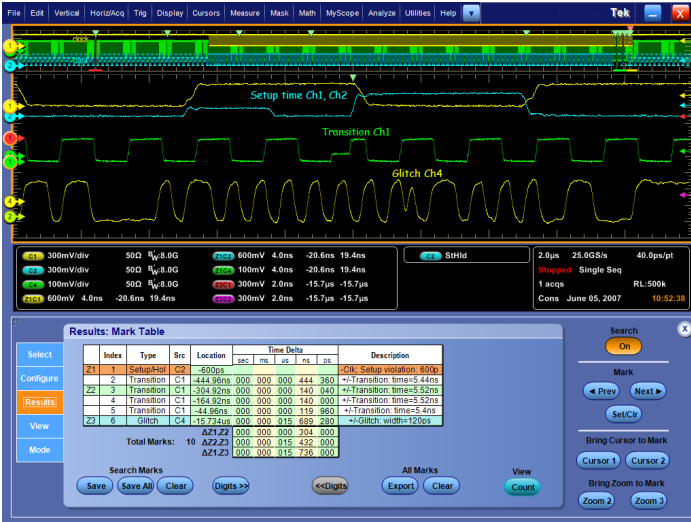 File Edit Vertical Horiz/Acq Trig Display Cursors Measure Mask Math MyScope Analyze Utilities Help Tek X
clock
Setup time Ch1, Ch2
Transition Ch1
Glitch Ch4
C1 300mV/div 50Ω BW:8.0G Z1C2 600mV 4.0ns -20.6ns 19.4ns C2 StHld 2.0µs 25.0GS/s 40.0ps/pt
C2 300mV/div 50Ω BW:8.0G Z1C4 100mV 4.0ns -20.6ns 19.4ns Stopped Single Seq
C4 100mV/div 50Ω BW:8.0G Z3C1 300mV 2.0ns -15.7µs -15.7µs 1 acqs RL:500k
Z1C1 600mV 4.0ns -20.6ns 19.4ns 300mV 2.0ns -15.7µs -15.7µs Cons June 05, 2007 10:52:38
Results: Mark Table
Select
Configure
Results
View
Mode
Index Type Src Location Time Delta Description
sec ms us ns ps
Z1 1 Setup/Hol C2 -600ps -Clk; Setup violation: 600p
2 Transition C1 -444.96ns 000 000 000 444 360 +/-Transition: time=5.44ns
Z2 3 Transition C1 -304.92ns 000 000 000 140 040 +/-Transition: time=5.52ns
4 Transition C1 -164.92ns 000 000 000 140 000 +/-Transition: time=5.52ns
5 Transition C1 -44.96ns 000 000 000 119 960 +/-Transition: time=5.4ns
Z3 6 Glitch C4 -15.734us 000 000 015 689 280 +/-Glitch: width=120ps
ΔZ1.Z2 000 000 000 304 000
Total Marks: 10 ΔZ2.Z3 000 000 015 432 000
ΔZ1.Z3 000 000 015 736 000
Search Marks
Save Save All Clear Digits >> <<Digits
All Marks
Export Clear
View
Count
Search
On
Mark
◄ Prev Next ►
Set/Clr
Bring Cursor to Mark
Cursor 1 Cursor 2
Bring Zoom to Mark
Zoom 2 Zoom 3